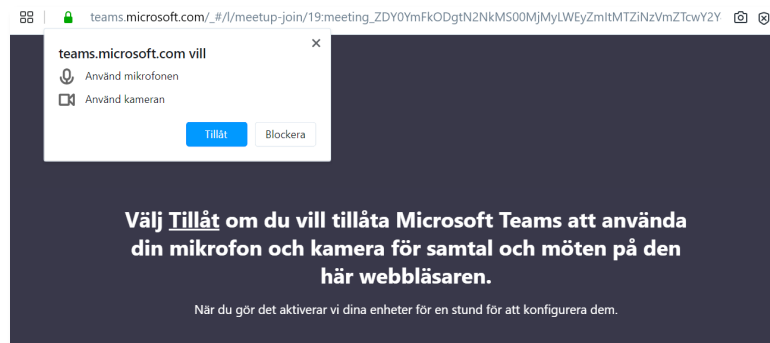 teams.microsoft.com/_#/l/meetup-join/19:meeting_ZDY0YmFkODgtN2NkMS00MjMyLWEyZmItMTZiNzVmZTcwY2Y
teams.microsoft.com vill
Använd mikrofonen
Använd kameran
Tillåt Blockera
Välj Tillåt om du vill tillåta Microsoft Teams att använda
din mikrofon och kamera för samtal och möten på den
här webbläsaren.
När du gör det aktiverar vi dina enheter för en stund för att konfigurera dem.